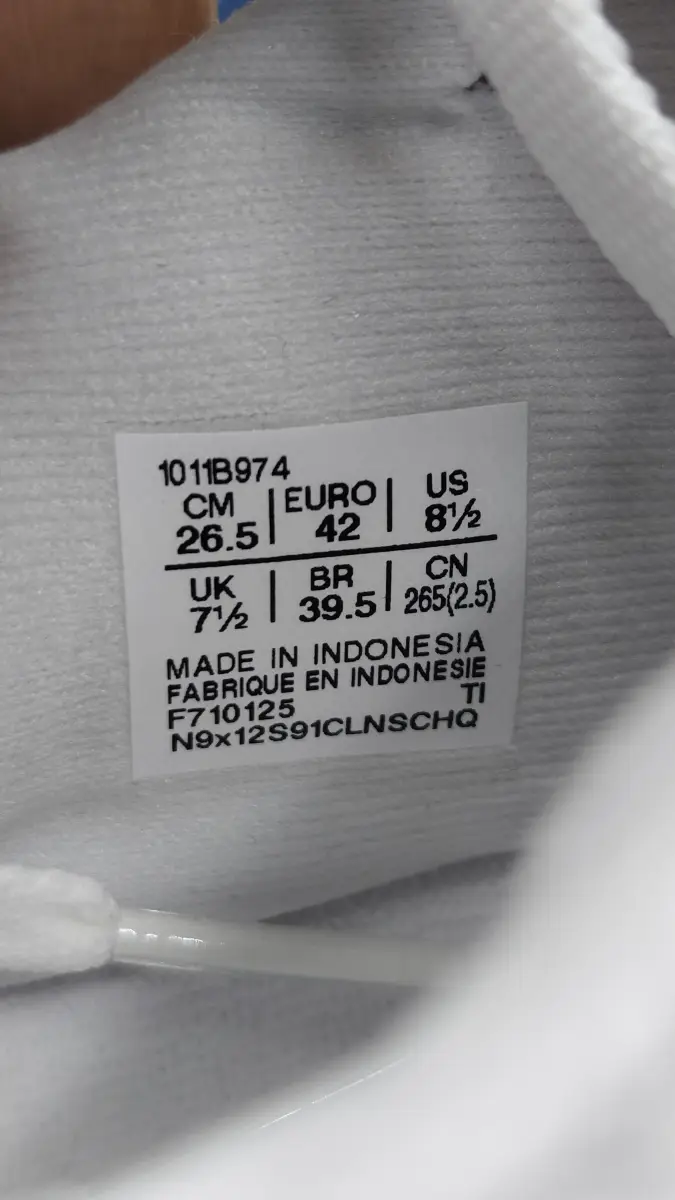 1011B974
CM | EURO | US
26.5 | 42 | 8½
UK | BR | CN
7½ | 39.5 | 265(2.5)
MADE IN INDONESIA
FABRIQUE EN INDONESIE
F710125 TI
N9x12S91CLNSCHQ